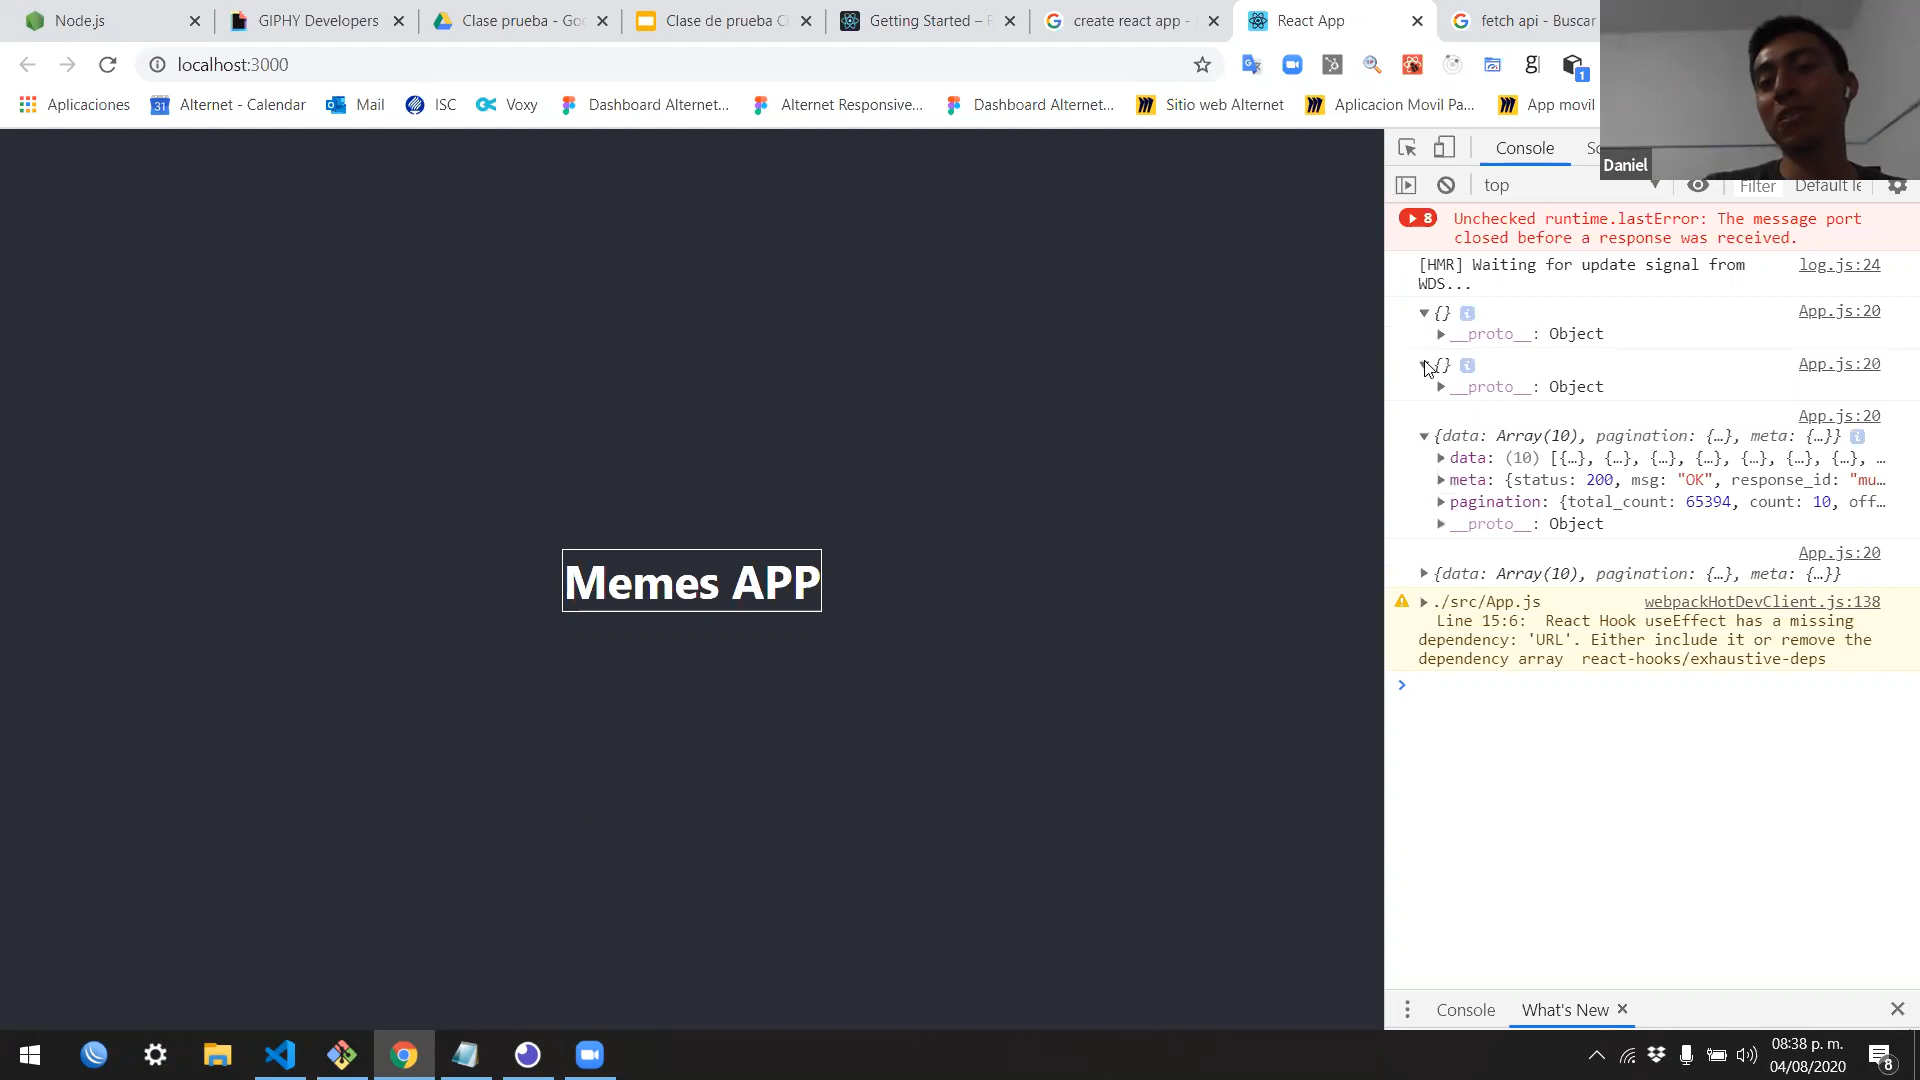 Node.js
GIPHY Developers
Clase prueba - Goo
Clase de prueba Ci
Getting Started –
create react app -
React App
fetch api - Buscar
localhost:3000
Aplicaciones
31 Alternet - Calendar
Mail
ISC
Voxy
Dashboard Alternet...
Alternet Responsive...
Dashboard Alternet...
Sitio web Alternet
Aplicacion Movil Pa...
App movil
1
Daniel
Console
top
Filter
Default le
8 Unchecked runtime.lastError: The message port
closed before a response was received.
[HMR] Waiting for update signal from log.js:24
WDS...
{} i App.js:20
__proto__: Object
{} i App.js:20
__proto__: Object
App.js:20
{data: Array(10), pagination: {…}, meta: {…}} i
data: (10) [{…}, {…}, {…}, {…}, {…}, {…}, {…}, …
meta: {status: 200, msg: "OK", response_id: "mu…
pagination: {total_count: 65394, count: 10, off…
__proto__: Object
App.js:20
{data: Array(10), pagination: {…}, meta: {…}}
./src/App.js webpackHotDevClient.js:138
Line 15:6: React Hook useEffect has a missing
dependency: 'URL'. Either include it or remove the
dependency array react-hooks/exhaustive-deps
Memes APP
Console
What's New
08:38 p. m.
04/08/2020
8